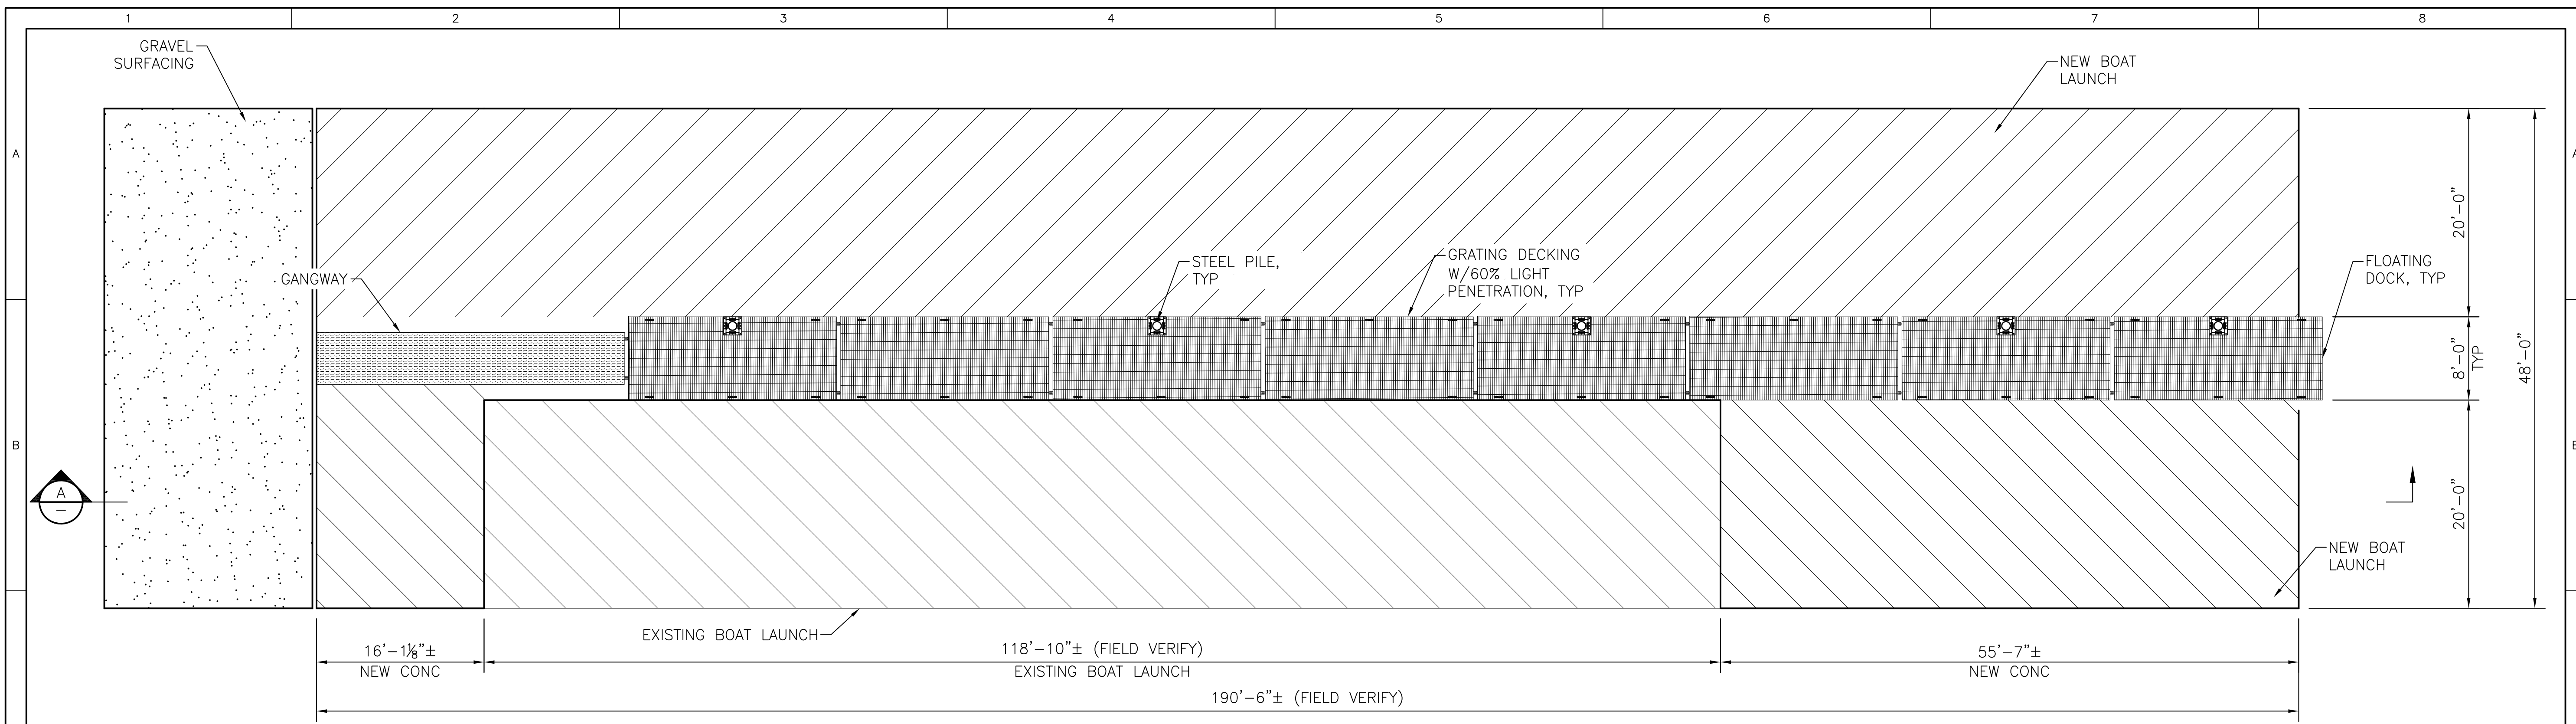 1 2 3 4 5 6 7 8
GRAVEL
SURFACING
NEW BOAT
LAUNCH
A
A
20'-0"
GANGWAY
STEEL PILE,
TYP
GRATING DECKING
W/60% LIGHT
PENETRATION, TYP
FLOATING
DOCK, TYP
8'-0"
TYP
48'-0"
B
A
–
20'-0"
NEW BOAT
LAUNCH
EXISTING BOAT LAUNCH
16'-1⅛"±
NEW CONC
118'-10"± (FIELD VERIFY)
EXISTING BOAT LAUNCH
55'-7"±
NEW CONC
190'-6"± (FIELD VERIFY)